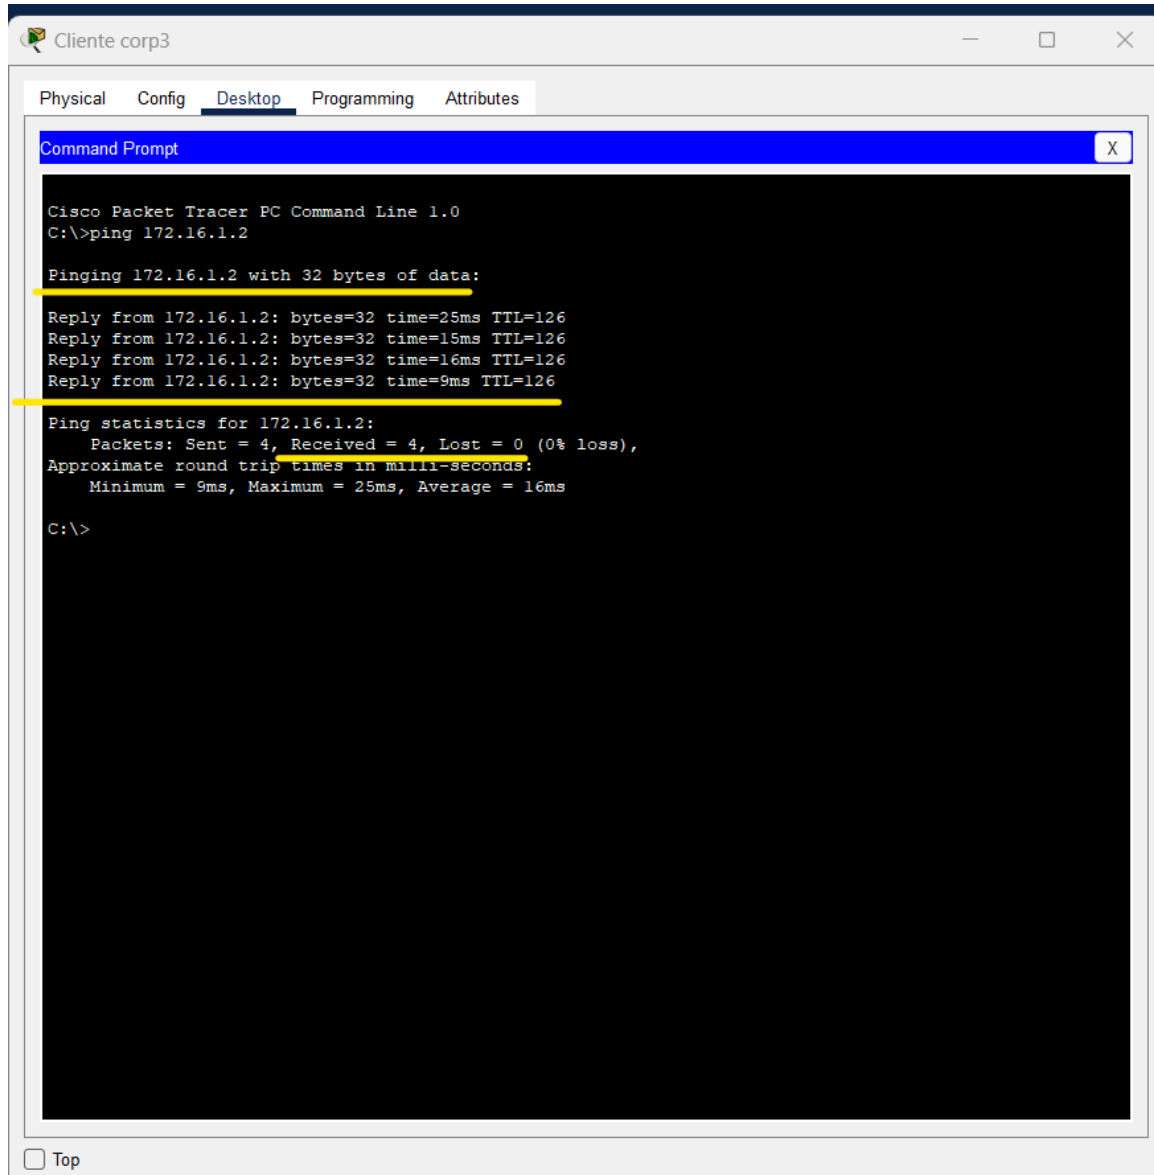 Cliente corp3
Physical Config Desktop Programming Attributes
Command Prompt
X
Cisco Packet Tracer PC Command Line 1.0
C:\>ping 172.16.1.2
Pinging 172.16.1.2 with 32 bytes of data:
Reply from 172.16.1.2: bytes=32 time=25ms TTL=126
Reply from 172.16.1.2: bytes=32 time=15ms TTL=126
Reply from 172.16.1.2: bytes=32 time=16ms TTL=126
Reply from 172.16.1.2: bytes=32 time=9ms TTL=126
Ping statistics for 172.16.1.2:
Packets: Sent = 4, Received = 4, Lost = 0 (0% loss),
Approximate round trip times in milli-seconds:
Minimum = 9ms, Maximum = 25ms, Average = 16ms
C:\>
Top